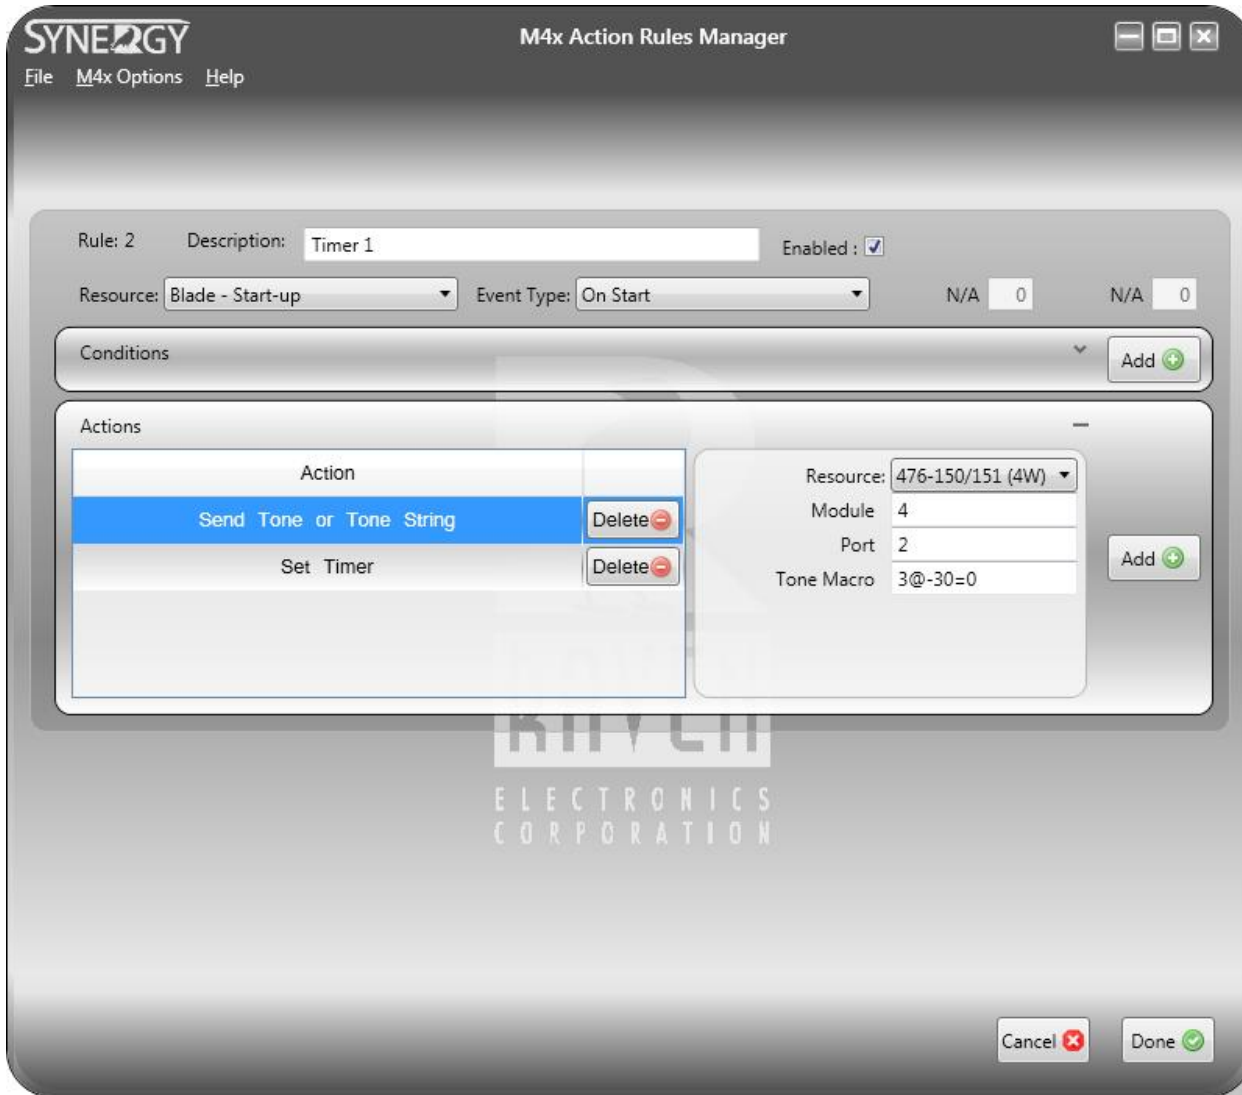 SYNERGY
M4x Action Rules Manager
File M4x Options Help
Rule: 2 Description: Timer 1 Enabled :
Resource: Blade - Start-up Event Type: On Start N/A 0 N/A 0
Conditions
Add
Actions
Action
Resource: 476-150/151 (4W)
Send Tone or Tone String Delete
Module 4
Port 2
Add
Set Timer Delete
Tone Macro 3@-30=0
RAVEN
ELECTRONICS
CORPORATION
Cancel Done